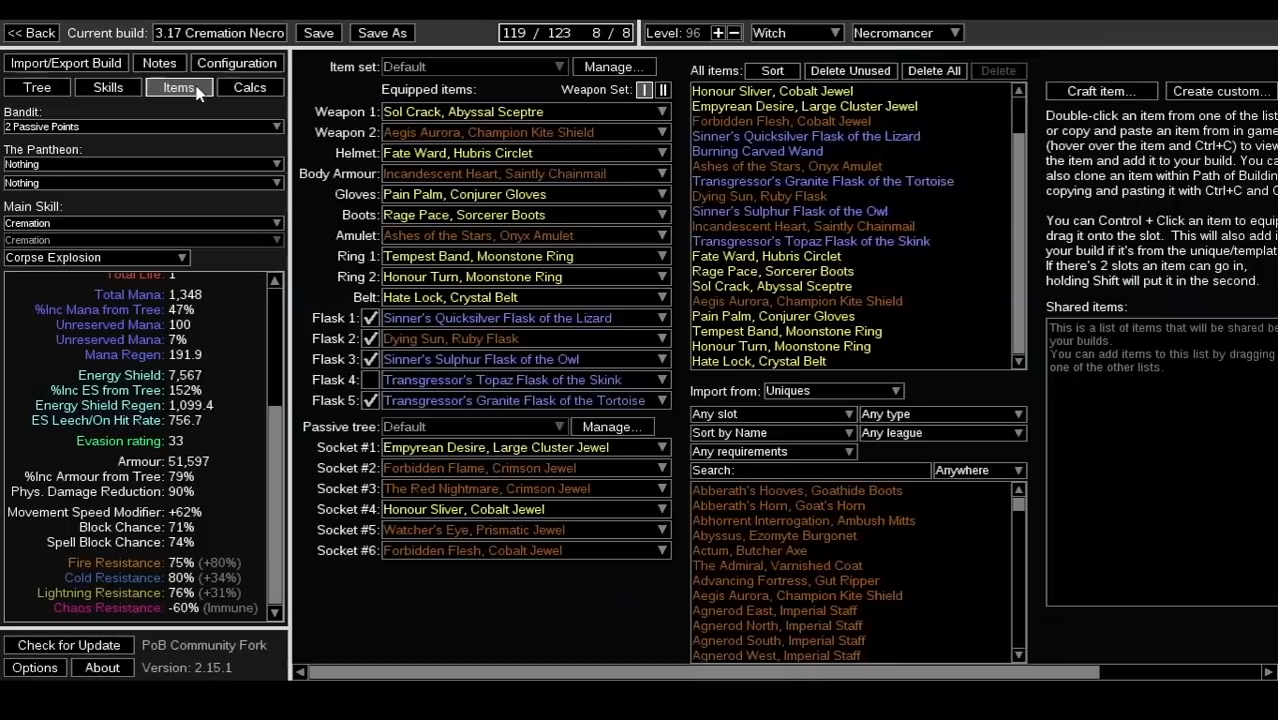 << Back Current build: 3.17 Cremation Necro Save Save As 119 / 123 8 / 8 Level: 96 + - Witch Necromancer
Import/Export Build Notes Configuration
Tree Skills Items Calcs
Bandit:
2 Passive Points
The Pantheon:
Nothing
Nothing
Main Skill:
Cremation
Cremation
Corpse Explosion
Total Life: 1
Total Mana: 1,348
%Inc Mana from Tree: 47%
Unreserved Mana: 100
Unreserved Mana: 7%
Mana Regen: 191.9
Energy Shield: 7,567
%Inc ES from Tree: 152%
Energy Shield Regen: 1,099.4
ES Leech/On Hit Rate: 756.7
Evasion rating: 33
Armour: 51,597
%Inc Armour from Tree: 79%
Phys. Damage Reduction: 90%
Movement Speed Modifier: +62%
Block Chance: 71%
Spell Block Chance: 74%
Fire Resistance: 75% (+80%)
Cold Resistance: 80% (+34%)
Lightning Resistance: 76% (+31%)
Chaos Resistance: -60% (Immune)
Check for Update PoB Community Fork
Options About Version: 2.15.1
Item set: Default Manage...
Equipped items: Weapon Set: I II
Weapon 1: Sol Crack, Abyssal Sceptre
Weapon 2: Aegis Aurora, Champion Kite Shield
Helmet: Fate Ward, Hubris Circlet
Body Armour: Incandescent Heart, Saintly Chainmail
Gloves: Pain Palm, Conjurer Gloves
Boots: Rage Pace, Sorcerer Boots
Amulet: Ashes of the Stars, Onyx Amulet
Ring 1: Tempest Band, Moonstone Ring
Ring 2: Honour Turn, Moonstone Ring
Belt: Hate Lock, Crystal Belt
Flask 1: Sinner's Quicksilver Flask of the Lizard
Flask 2: Dying Sun, Ruby Flask
Flask 3: Sinner's Sulphur Flask of the Owl
Flask 4: Transgressor's Topaz Flask of the Skink
Flask 5: Transgressor's Granite Flask of the Tortoise
Passive tree: Default Manage...
Socket #1: Empyrean Desire, Large Cluster Jewel
Socket #2: Forbidden Flame, Crimson Jewel
Socket #3: The Red Nightmare, Crimson Jewel
Socket #4: Honour Sliver, Cobalt Jewel
Socket #5: Watcher's Eye, Prismatic Jewel
Socket #6: Forbidden Flesh, Cobalt Jewel
All items: Sort Delete Unused Delete All Delete
Honour Sliver, Cobalt Jewel
Empyrean Desire, Large Cluster Jewel
Forbidden Flesh, Cobalt Jewel
Sinner's Quicksilver Flask of the Lizard
Burning Carved Wand
Ashes of the Stars, Onyx Amulet
Transgressor's Granite Flask of the Tortoise
Dying Sun, Ruby Flask
Sinner's Sulphur Flask of the Owl
Incandescent Heart, Saintly Chainmail
Transgressor's Topaz Flask of the Skink
Fate Ward, Hubris Circlet
Rage Pace, Sorcerer Boots
Sol Crack, Abyssal Sceptre
Aegis Aurora, Champion Kite Shield
Pain Palm, Conjurer Gloves
Tempest Band, Moonstone Ring
Honour Turn, Moonstone Ring
Hate Lock, Crystal Belt
Import from: Uniques
Any slot Any type
Sort by Name Any league
Any requirements
Search: Anywhere
Abberath's Hooves, Goathide Boots
Abberath's Horn, Goat's Horn
Abhorrent Interrogation, Ambush Mitts
Abyssus, Ezomyte Burgonet
Actum, Butcher Axe
The Admiral, Varnished Coat
Advancing Fortress, Gut Ripper
Aegis Aurora, Champion Kite Shield
Agnerod East, Imperial Staff
Agnerod North, Imperial Staff
Agnerod South, Imperial Staff
Agnerod West, Imperial Staff
Craft item... Create custom...
Double-click an item from one of the list
or copy and paste an item from in game
(hover over the item and Ctrl+C) to view
the item and add it to your build. You ca
also clone an item within Path of Building
copying and pasting it with Ctrl+C and C
You can Control + Click an item to equip
drag it onto the slot. This will also add i
your build if it's from the unique/templat
If there's 2 slots an item can go in,
holding Shift will put it in the second.
Shared items:
This is a list of items that will be shared be
your builds.
You can add items to this list by dragging
one of the other lists.